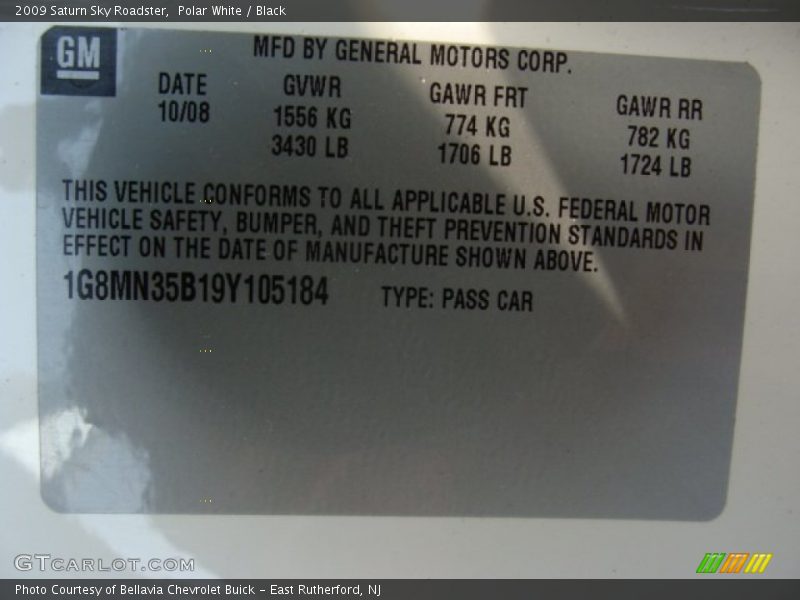 2009 Saturn Sky Roadster,  Polar White / Black
GM
MFD BY GENERAL MOTORS CORP.
DATE GVWR GAWR FRT GAWR RR
10/08 1556 KG 774 KG 782 KG
3430 LB 1706 LB 1724 LB
THIS VEHICLE CONFORMS TO ALL APPLICABLE U.S. FEDERAL MOTOR
VEHICLE SAFETY, BUMPER, AND THEFT PREVENTION STANDARDS IN
EFFECT ON THE DATE OF MANUFACTURE SHOWN ABOVE.
1G8MN35B19Y105184 TYPE: PASS CAR
GTCARLOT.COM
Photo Courtesy of Bellavia Chevrolet Buick - East Rutherford, NJ